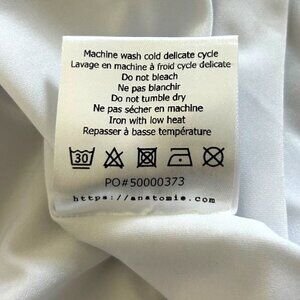 Machine wash cold delicate cycle
Lavage en machine à froid cycle delicate
Do not bleach
Ne pas blanchir
Do not tumble dry
Ne pas sécher en machine
Iron with low heat
Repasser à basse température
30
PO#50000373
https://anatomie.com/